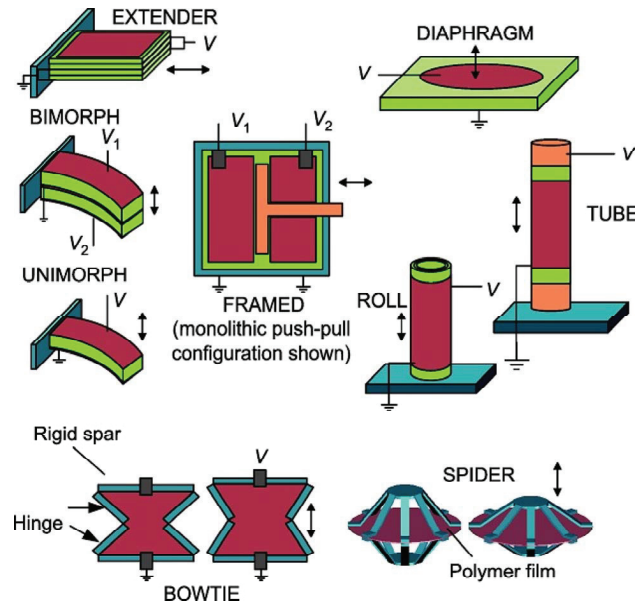 EXTENDER
V
DIAPHRAGM
V
BIMORPH
V1
V2
V1
V2
FRAMED
(monolithic push-pull
configuration shown)
V
TUBE
UNIMORPH
V
ROLL
V
Rigid spar
Hinge
V
BOWTIE
SPIDER
Polymer film